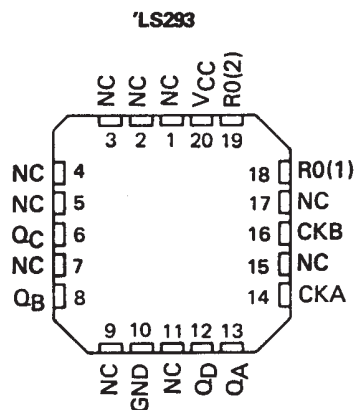 'LS293
NC
NC
NC
VCC
R0(2)
3 2 1 20 19
NC 4
NC 5
QC 6
NC 7
QB 8
18 R0(1)
17 NC
16 CKB
15 NC
14 CKA
9 10 11 12 13
NC
GND
NC
QD
QA